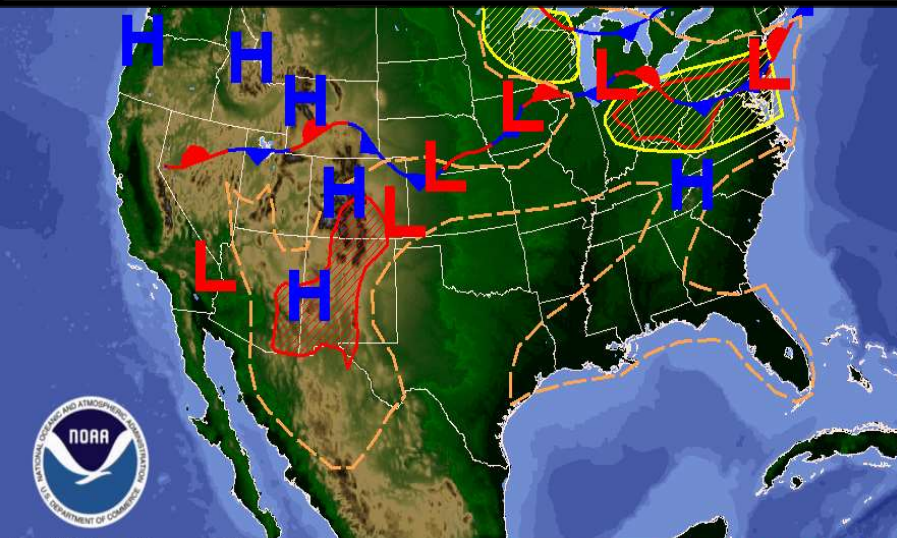 H
H
H
L
L
L
L
H
H
L
L
H
NOAA
NATIONAL OCEANIC AND ATMOSPHERIC ADMINISTRATION
U.S. DEPARTMENT OF COMMERCE